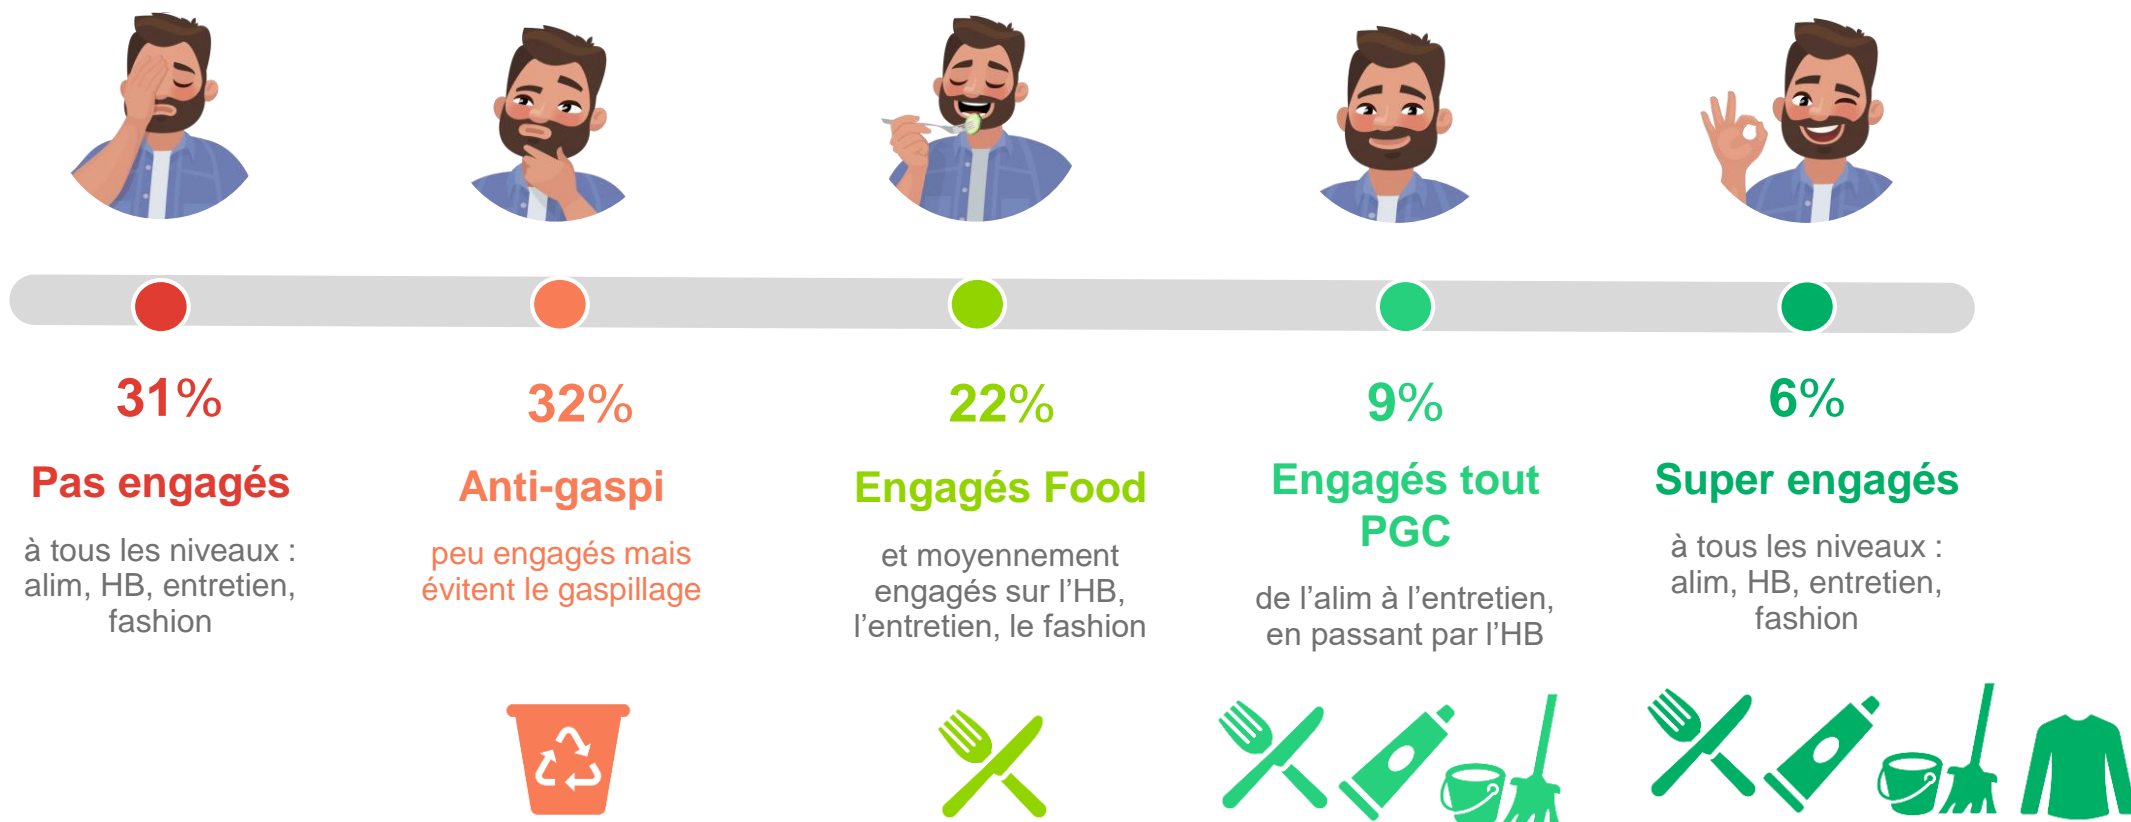 31%
Pas engagés
à tous les niveaux :
alim, HB, entretien,
fashion
32%
Anti-gaspi
peu engagés mais
évitent le gaspillage
22%
Engagés Food
et moyennement
engagés sur l’HB,
l’entretien, le fashion
9%
Engagés tout
PGC
de l’alim à l’entretien,
en passant par l’HB
6%
Super engagés
à tous les niveaux :
alim, HB, entretien,
fashion